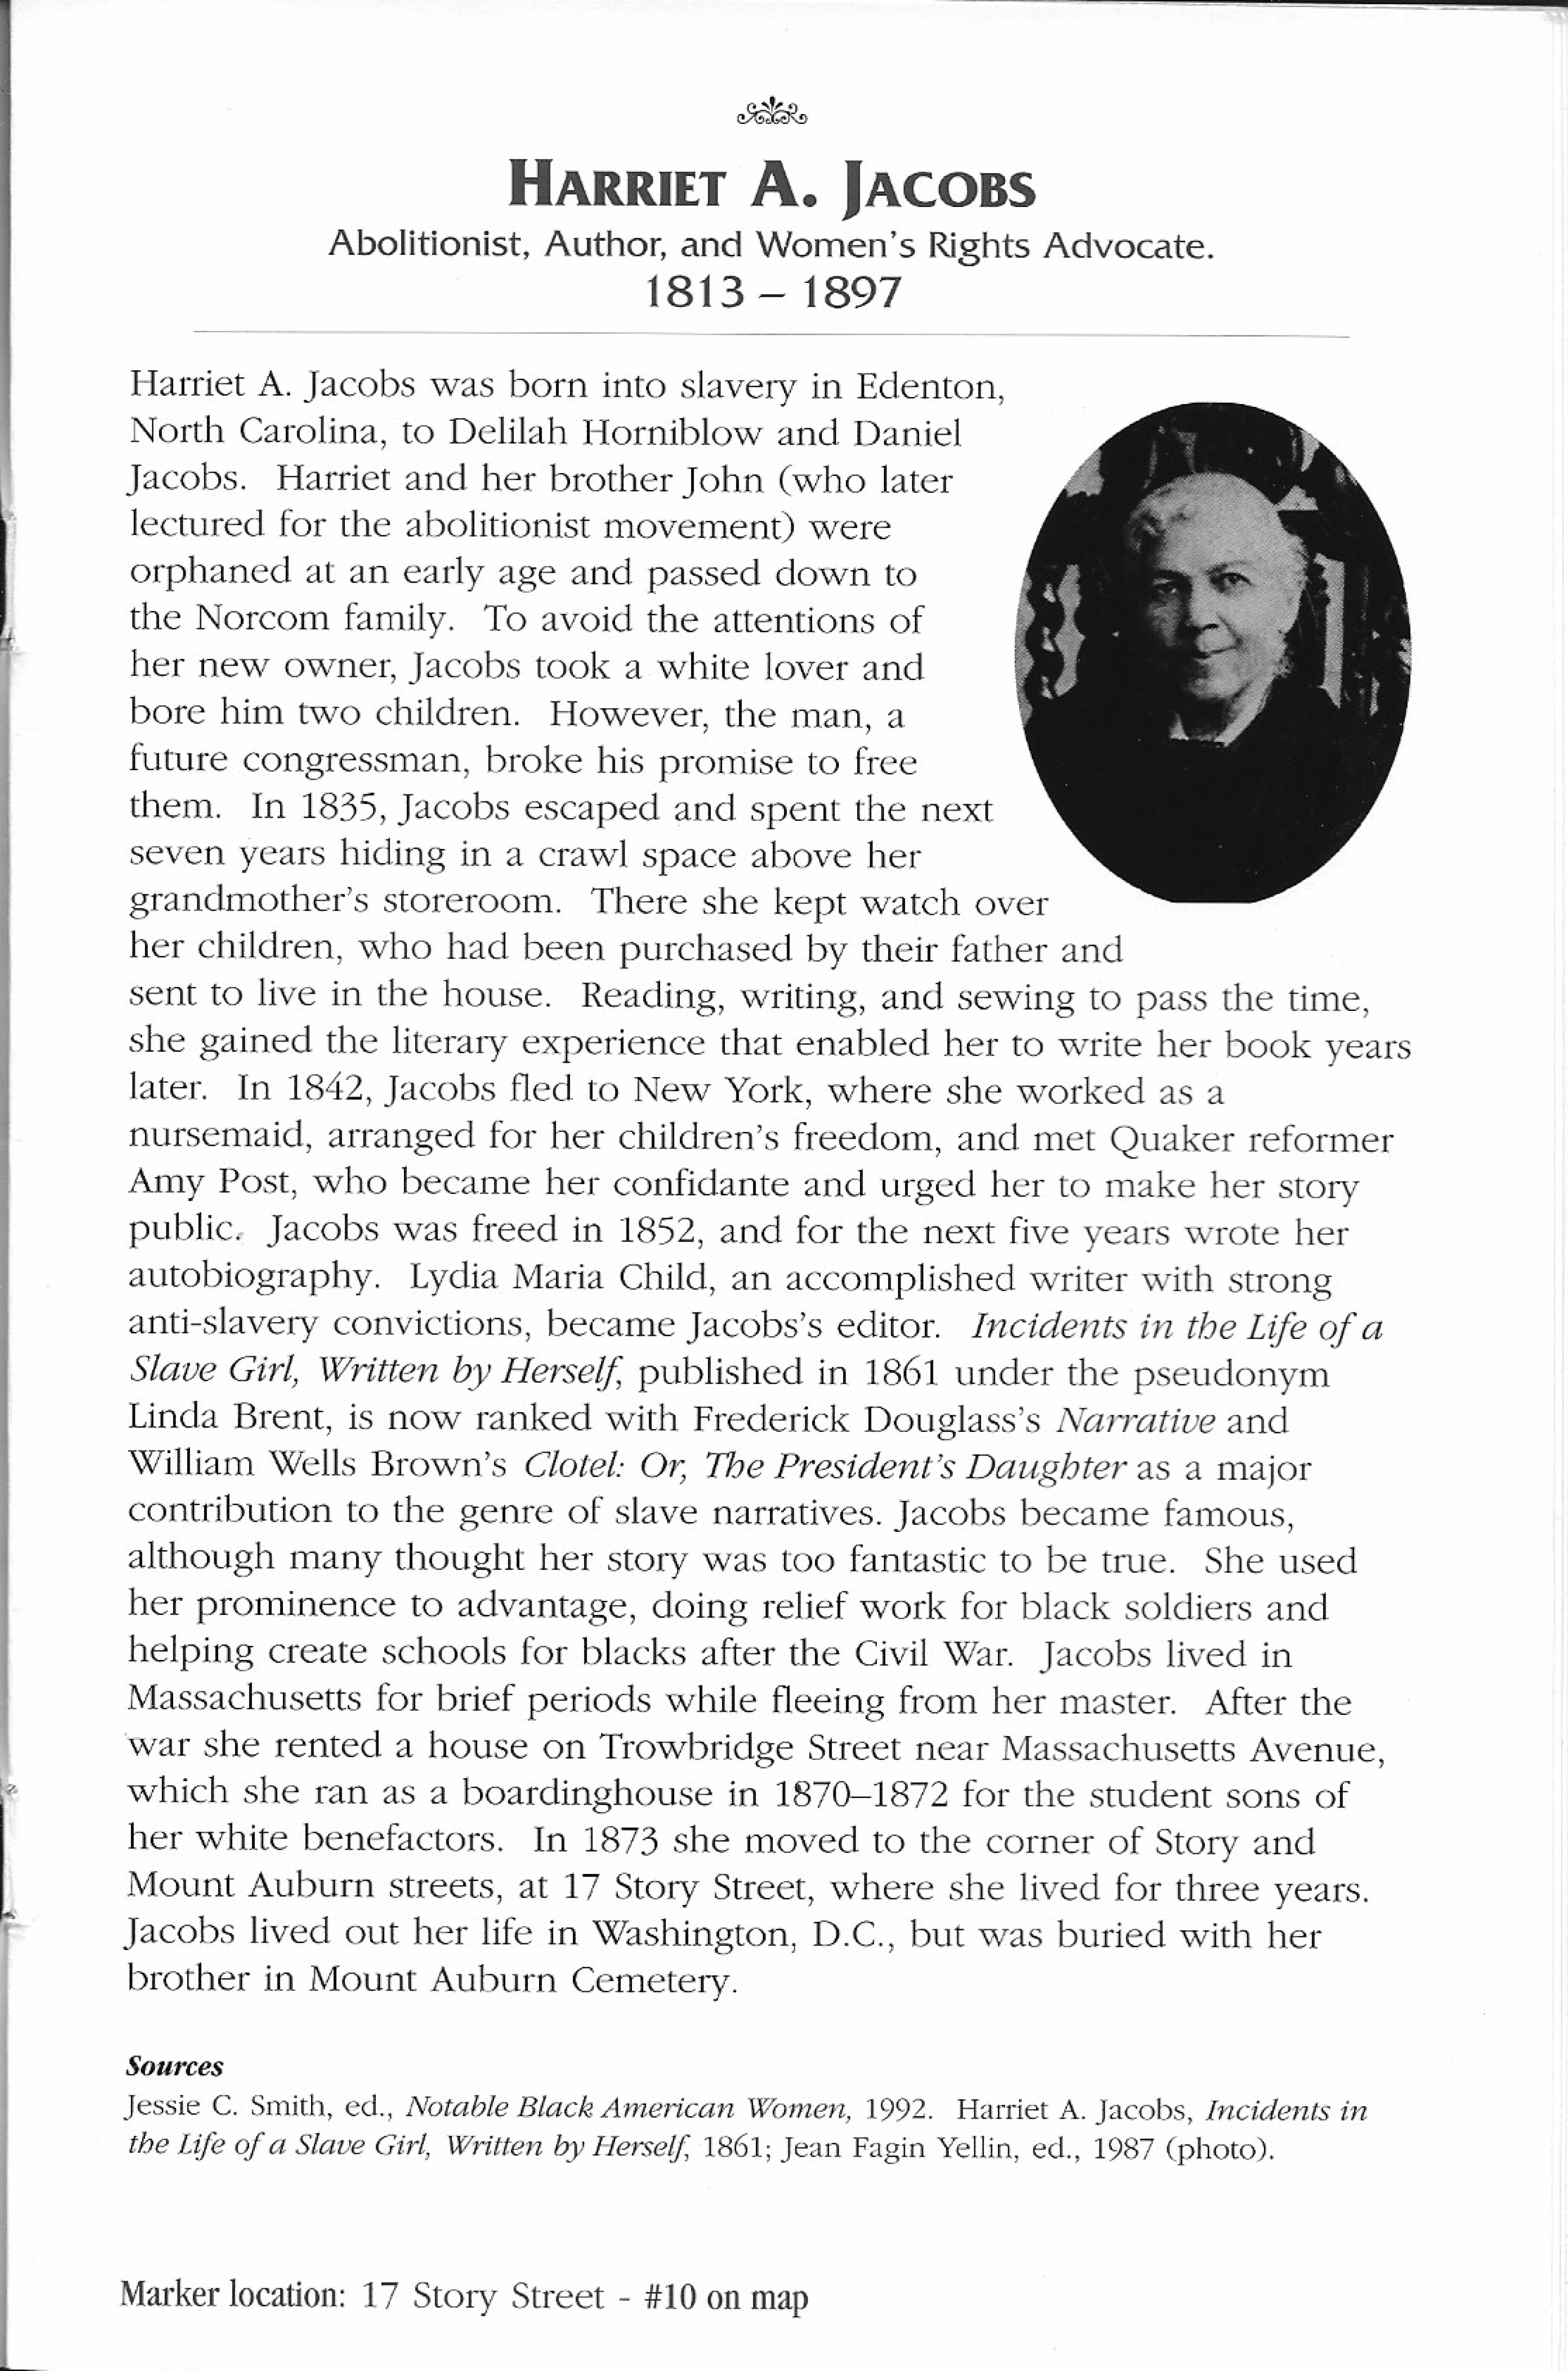 HARRIET A. JACOBS
Abolitionist, Author, and Women's Rights Advocate.
1813 – 1897
Harriet A. Jacobs was born into slavery in Edenton,
North Carolina, to Delilah Horniblow and Daniel
Jacobs. Harriet and her brother John (who later
lectured for the abolitionist movement) were
orphaned at an early age and passed down to
the Norcom family. To avoid the attentions of
her new owner, Jacobs took a white lover and
bore him two children. However, the man, a
future congressman, broke his promise to free
them. In 1835, Jacobs escaped and spent the next
seven years hiding in a crawl space above her
grandmother's storeroom. There she kept watch over
her children, who had been purchased by their father and
sent to live in the house. Reading, writing, and sewing to pass the time,
she gained the literary experience that enabled her to write her book years
later. In 1842, Jacobs fled to New York, where she worked as a
nursemaid, arranged for her children's freedom, and met Quaker reformer
Amy Post, who became her confidante and urged her to make her story
public. Jacobs was freed in 1852, and for the next five years wrote her
autobiography. Lydia Maria Child, an accomplished writer with strong
anti-slavery convictions, became Jacobs's editor. Incidents in the Life of a
Slave Girl, Written by Herself, published in 1861 under the pseudonym
Linda Brent, is now ranked with Frederick Douglass's Narrative and
William Wells Brown's Clotel: Or, The President's Daughter as a major
contribution to the genre of slave narratives. Jacobs became famous,
although many thought her story was too fantastic to be true. She used
her prominence to advantage, doing relief work for black soldiers and
helping create schools for blacks after the Civil War. Jacobs lived in
Massachusetts for brief periods while fleeing from her master. After the
war she rented a house on Trowbridge Street near Massachusetts Avenue,
which she ran as a boardinghouse in 1870–1872 for the student sons of
her white benefactors. In 1873 she moved to the corner of Story and
Mount Auburn streets, at 17 Story Street, where she lived for three years.
Jacobs lived out her life in Washington, D.C., but was buried with her
brother in Mount Auburn Cemetery.
Sources
Jessie C. Smith, ed., Notable Black American Women, 1992. Harriet A. Jacobs, Incidents in
the Life of a Slave Girl, Written by Herself, 1861; Jean Fagin Yellin, ed., 1987 (photo).
Marker location: 17 Story Street - #10 on map